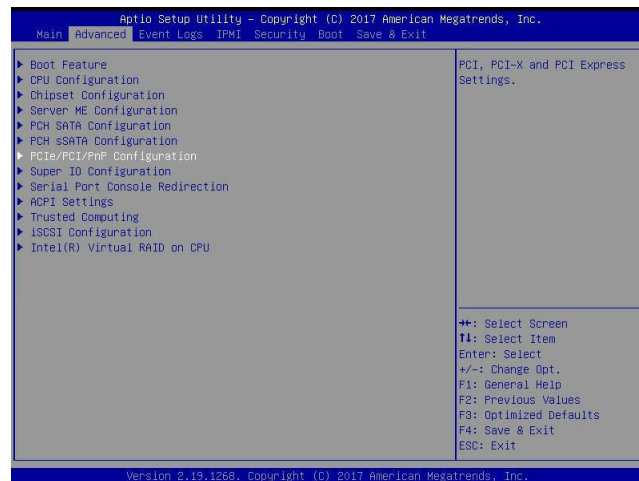 Aptio Setup Utility – Copyright (C) 2017 American Megatrends, Inc.
Main Advanced Event Logs IPMI Security Boot Save & Exit
Boot Feature
CPU Configuration
Chipset Configuration
Server ME Configuration
PCH SATA Configuration
PCH sSATA Configuration
PCIe/PCI/PnP Configuration
Super IO Configuration
Serial Port Console Redirection
ACPI Settings
Trusted Computing
iSCSI Configuration
Intel(R) Virtual RAID on CPU
PCI, PCI-X and PCI Express
Settings.
→←: Select Screen
↑↓: Select Item
Enter: Select
+/-: Change Opt.
F1: General Help
F2: Previous Values
F3: Optimized Defaults
F4: Save & Exit
ESC: Exit
Version 2.19.1268. Copyright (C) 2017 American Megatrends, Inc.